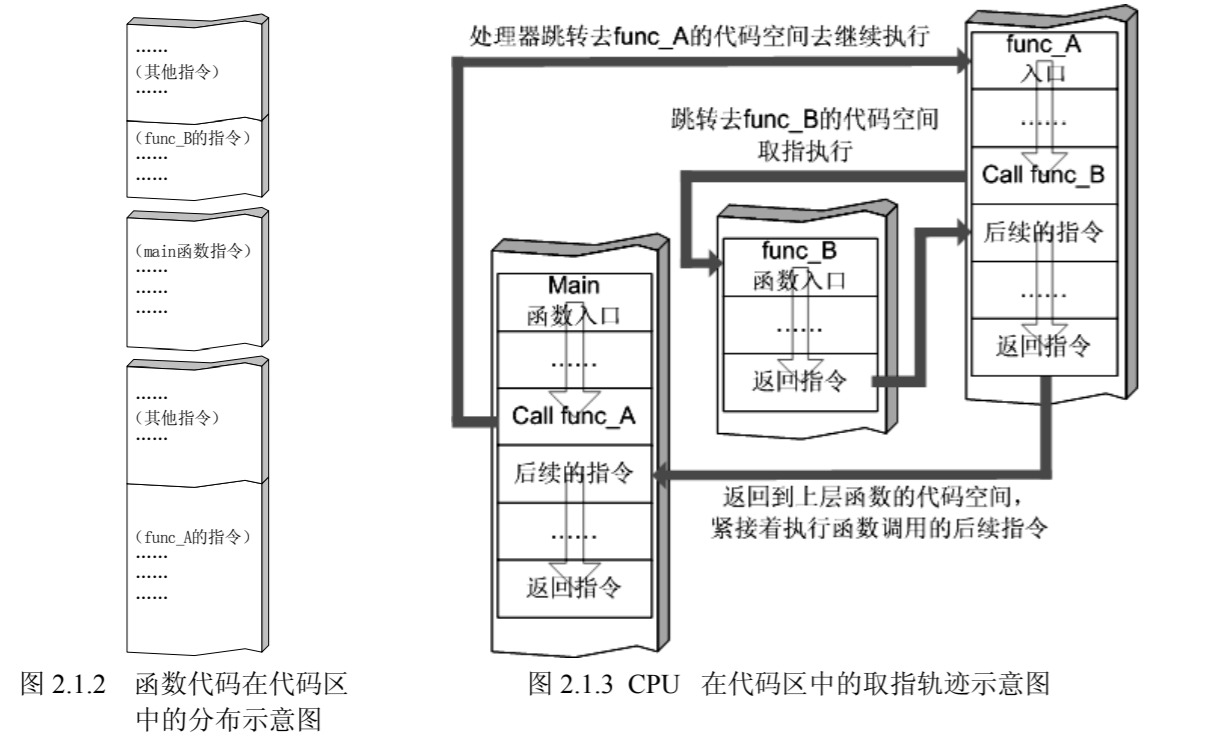 ……
（其他指令）
……
（func_B的指令）
……
……
（main函数指令）
……
……
……
……
（其他指令）
……
（func_A的指令）
……
……
……
图 2.1.2 函数代码在代码区
中的分布示意图
处理器跳转去func_A的代码空间去继续执行
func_A
入口
……
Call func_B
后续的指令
……
返回指令
跳转去func_B的代码空间
取指执行
func_B
函数入口
……
返回指令
Main
函数入口
……
Call func_A
后续的指令
……
返回指令
返回到上层函数的代码空间，
紧接着执行函数调用的后续指令
图 2.1.3 CPU 在代码区中的取指轨迹示意图